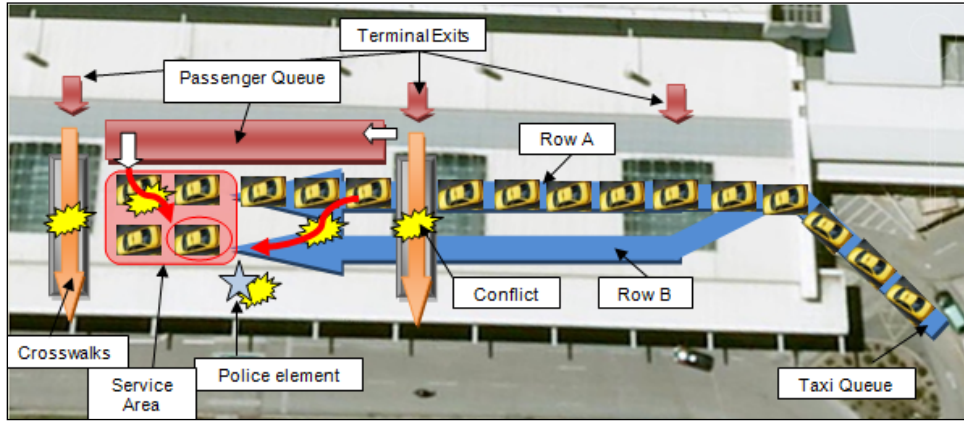 Terminal Exits
Passenger Queue
Row A
Conflict
Row B
Crosswalks
Service
Area
Police element
Taxi Queue